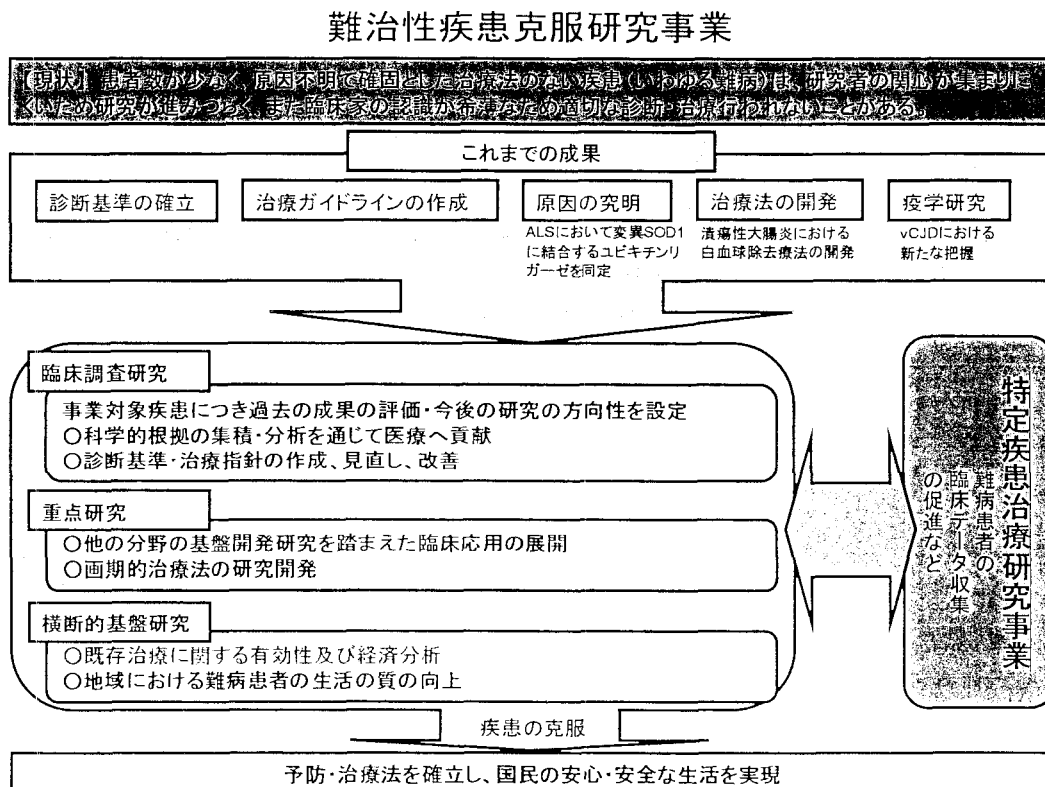 難治性疾患克服研究事業
【現状】患者数が少なく、原因不明で確固とした治療法のない疾患(いわゆる難病)は、研究者の関心が集まりに
くいため研究が進みづらく、また臨床家の認識が希薄なため適切な診断・治療行われないことがある。
これまでの成果
診断基準の確立
治療ガイドラインの作成
原因の究明
ALSにおいて変異SOD1
に結合するユビキチンリ
ガーゼを同定
治療法の開発
潰瘍性大腸炎における
白血球除去療法の開発
疫学研究
vCJDにおける
新たな把握
臨床調査研究
事業対象疾患につき過去の成果の評価・今後の研究の方向性を設定
○科学的根拠の集積・分析を通じて医療へ貢献
○診断基準・治療指針の作成、見直し、改善
重点研究
○他の分野の基盤開発研究を踏まえた臨床応用の展開
○画期的治療法の研究開発
横断的基盤研究
○既存治療に関する有効性及び経済分析
○地域における難病患者の生活の質の向上
特定疾患治療研究事業
難病患者の
臨床データ収集
の促進など
疾患の克服
予防・治療法を確立し、国民の安心・安全な生活を実現